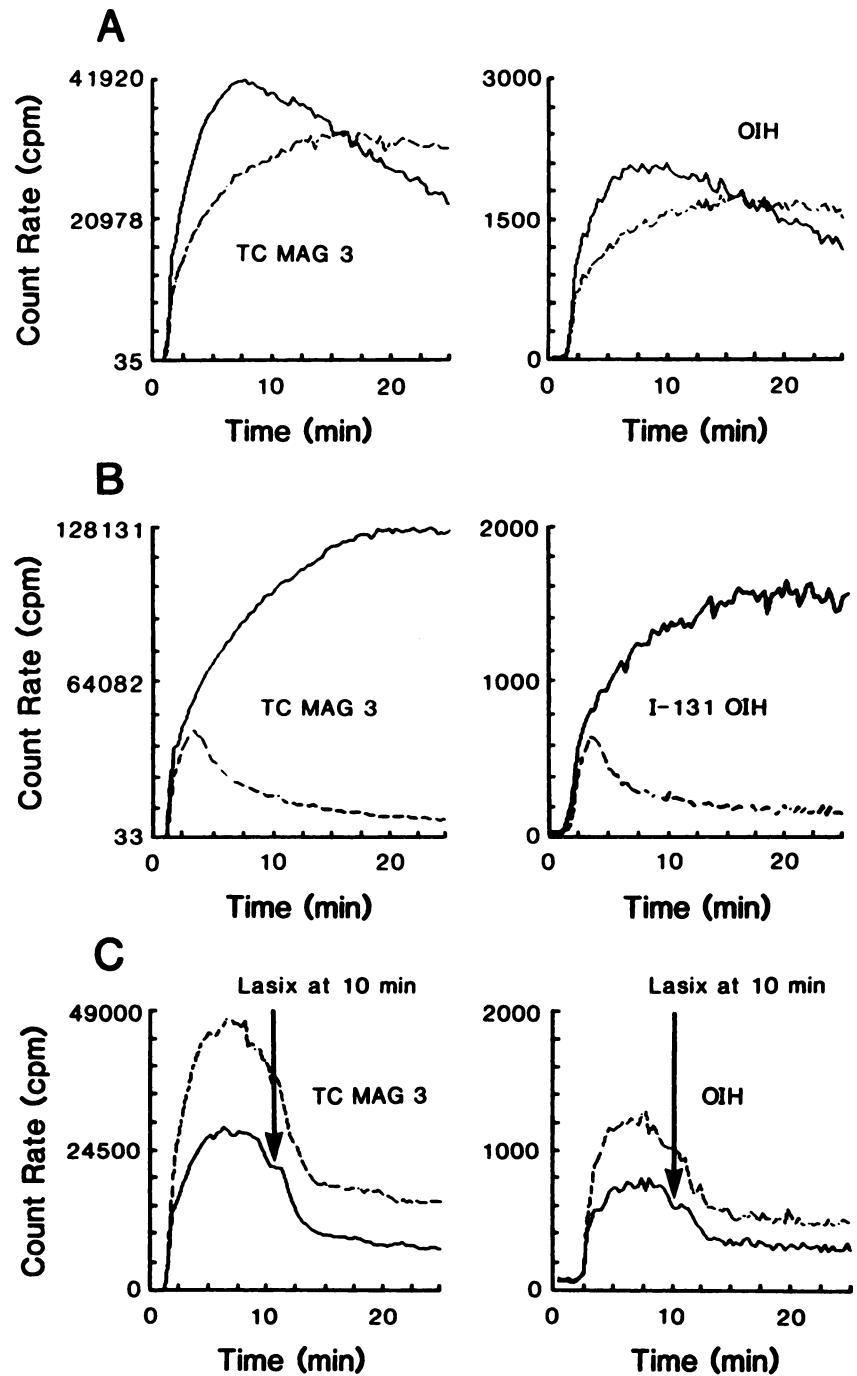 A
Count Rate (cpm)
41920
20978
35
TC MAG 3
0 10 20
Time (min)
3000
1500
0
OIH
0 10 20
Time (min)
B
Count Rate (cpm)
128131
64082
33
TC MAG 3
0 10 20
Time (min)
2000
1000
0
I-131 OIH
0 10 20
Time (min)
C
Count Rate (cpm)
Lasix at 10 min
49000
24500
0
TC MAG 3
0 10 20
Time (min)
Lasix at 10 min
2000
1000
0
OIH
0 10 20
Time (min)